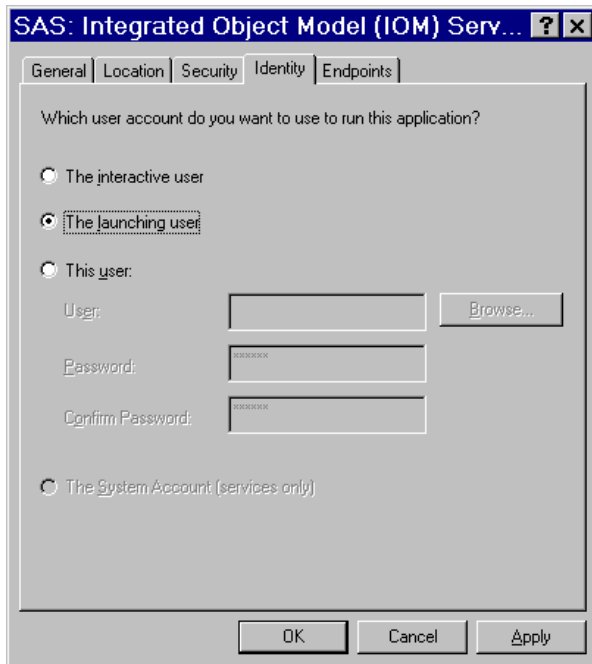 SAS: Integrated Object Model (IOM) Serv... ? ×
General Location Security Identity Endpoints
Which user account do you want to use to run this application?
The interactive user
The launching user
This user:
User: Browse...
Password: xxxxxx
Confirm Password: xxxxxx
The System Account (services only)
OK Cancel Apply